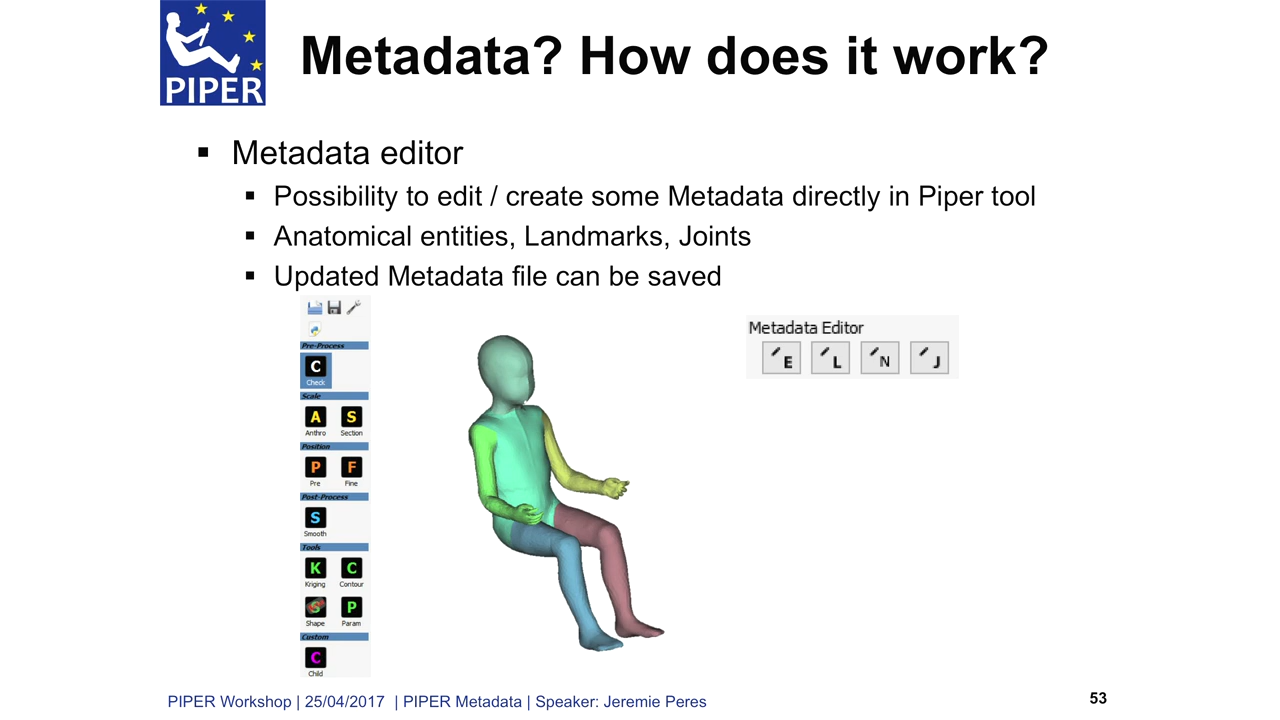 PIPER
Metadata? How does it work?
Metadata editor
Possibility to edit / create some Metadata directly in Piper tool
Anatomical entities, Landmarks, Joints
Updated Metadata file can be saved
Pre-Process
C
Check
Scale
A S
Anthro Section
Position
P F
Pre Fine
Post-Process
S
Smooth
Tools
K C
Kriging Contour
S P
Shape Param
Custom
C
Child
Metadata Editor
E L N J
PIPER Workshop | 25/04/2017 | PIPER Metadata | Speaker: Jeremie Peres
53